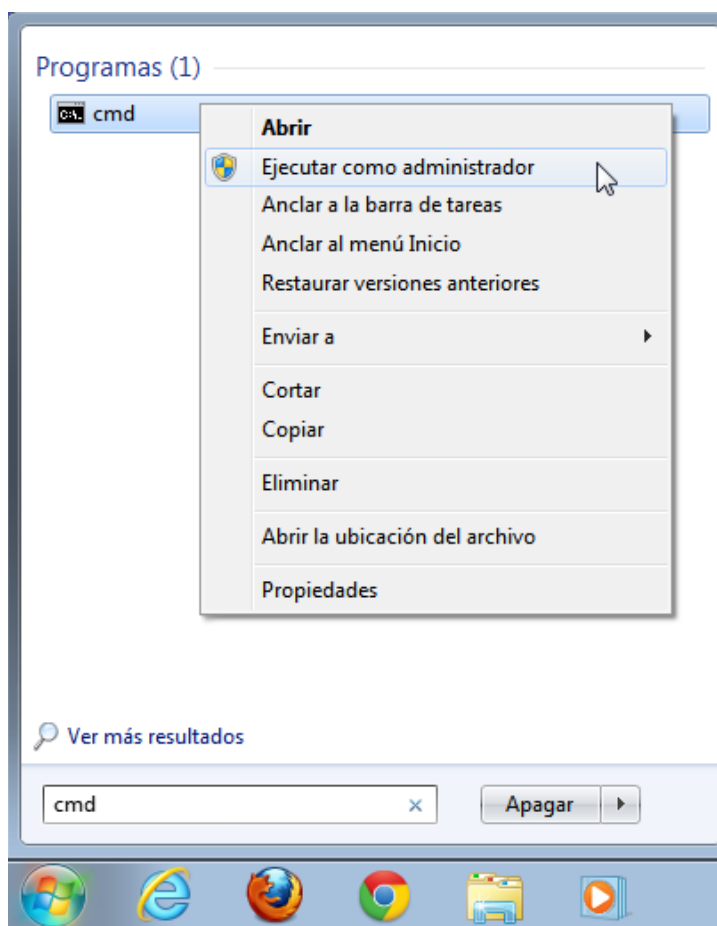 Programas (1)
cmd
Abrir
Ejecutar como administrador
Anclar a la barra de tareas
Anclar al menú Inicio
Restaurar versiones anteriores
Enviar a
Cortar
Copiar
Eliminar
Abrir la ubicación del archivo
Propiedades
Ver más resultados
cmd
Apagar